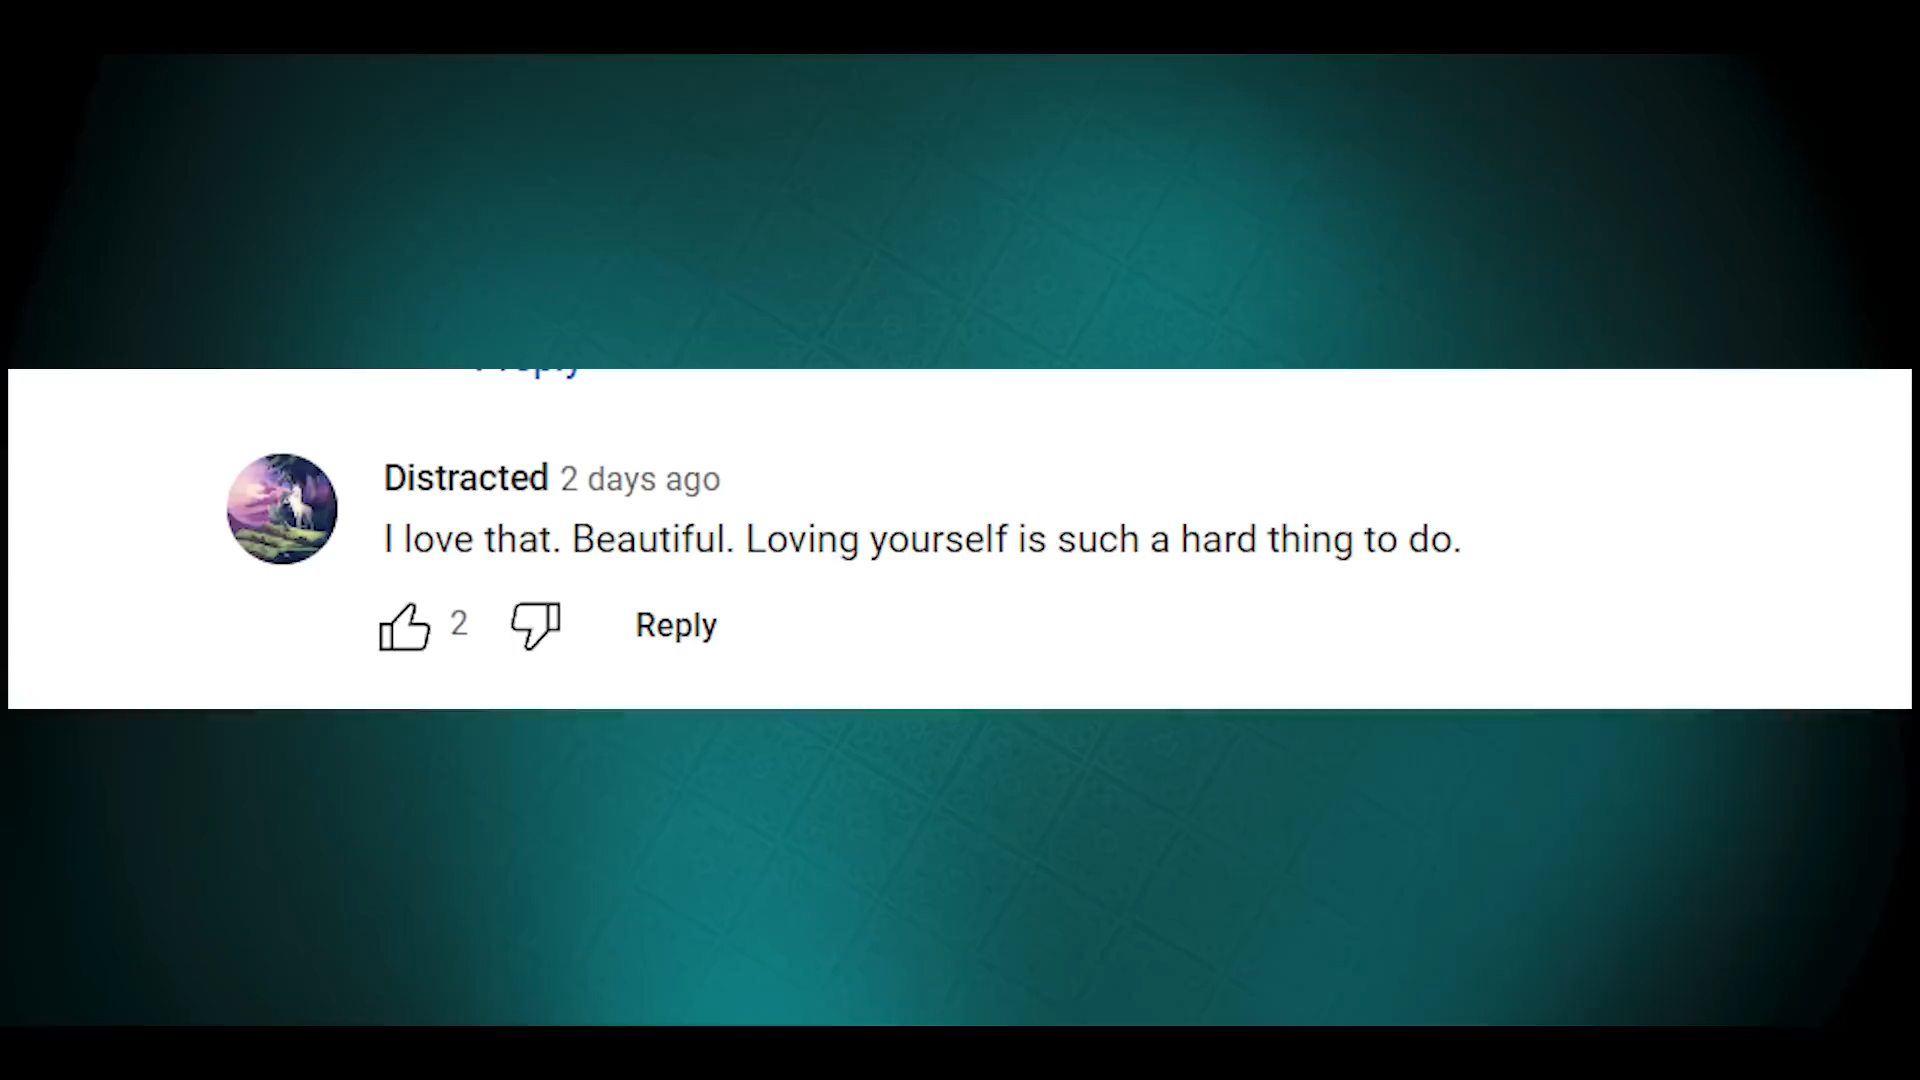 Distracted 2 days ago
I love that. Beautiful. Loving yourself is such a hard thing to do.
2 Reply